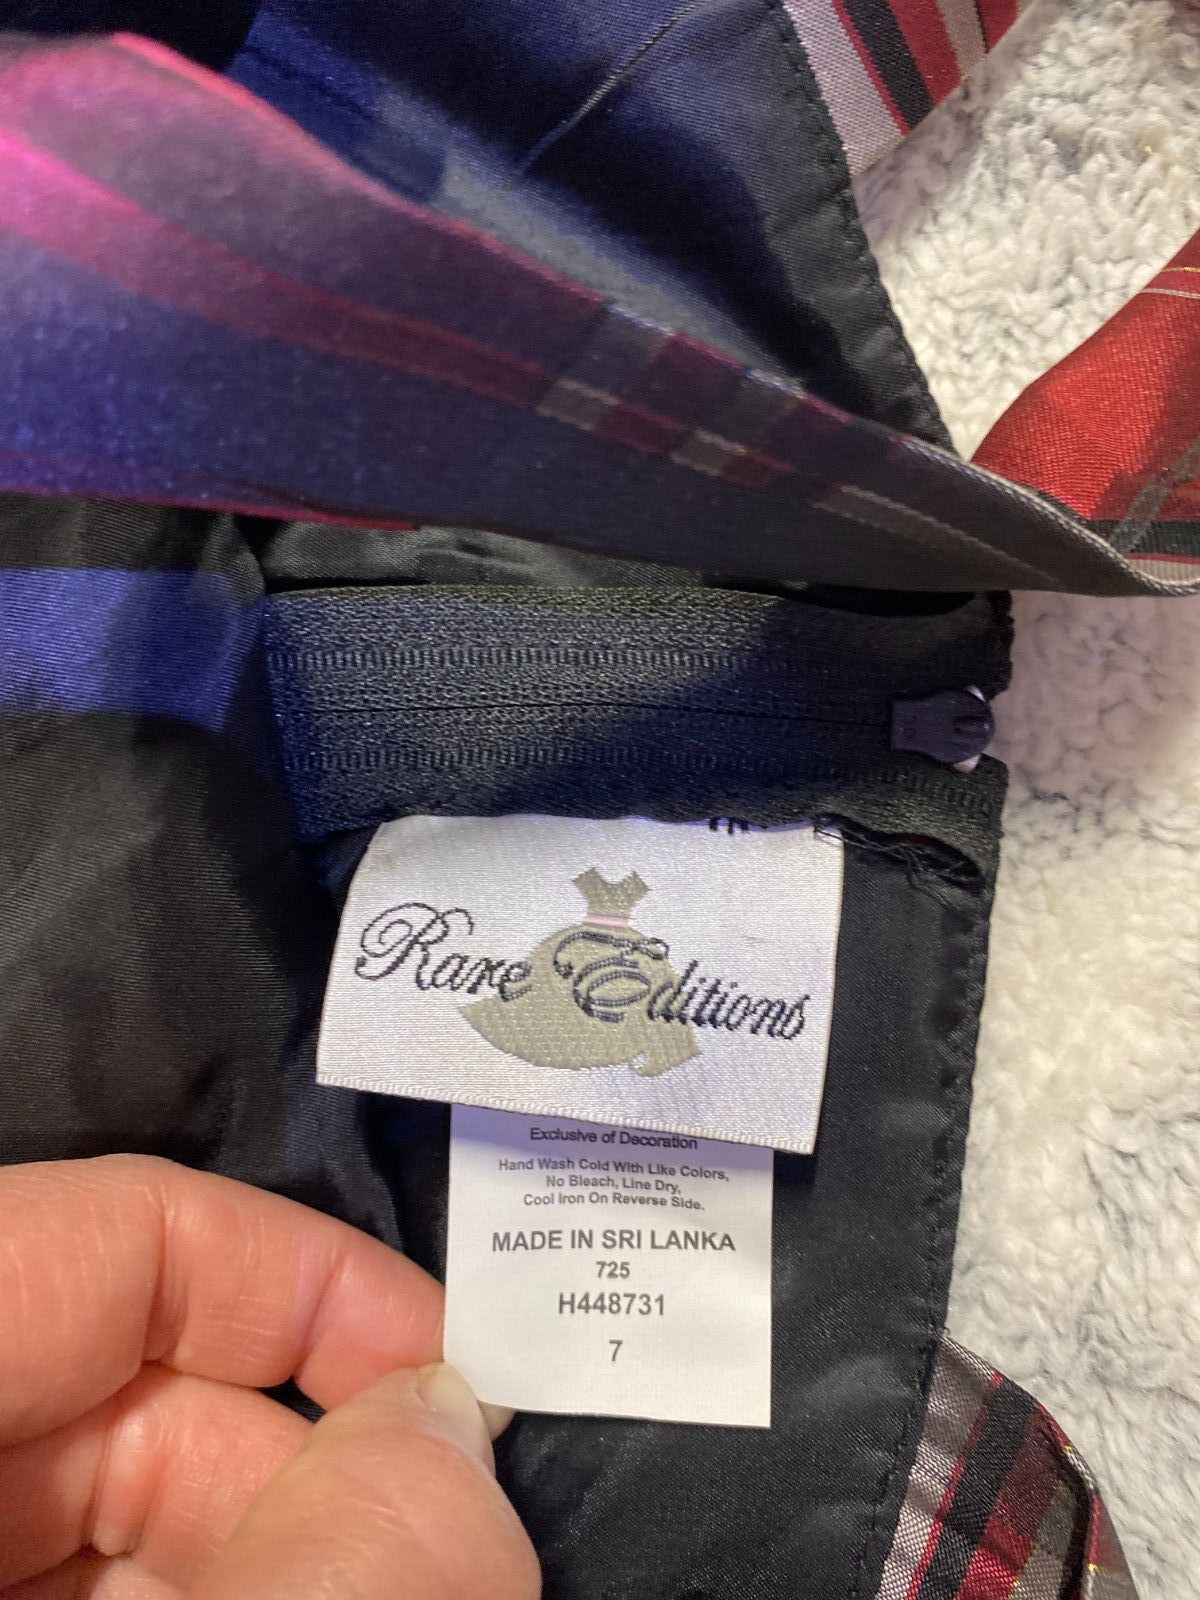 Rare Editions
Exclusive of Decoration
Hand Wash Cold With Like Colors,
No Bleach, Line Dry,
Cool Iron On Reverse Side.
MADE IN SRI LANKA
725
H448731
7